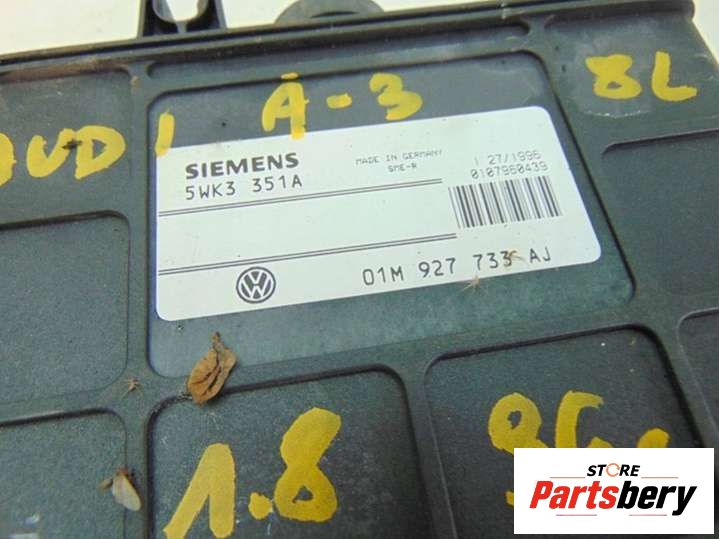 AUDI A-3 8L
SIEMENS
5WK3 351A
MADE IN GERMANY
SME-R
I 27/1996
0107960439
VW
01M 927 733 AJ
1.8
STORE
Partsbery